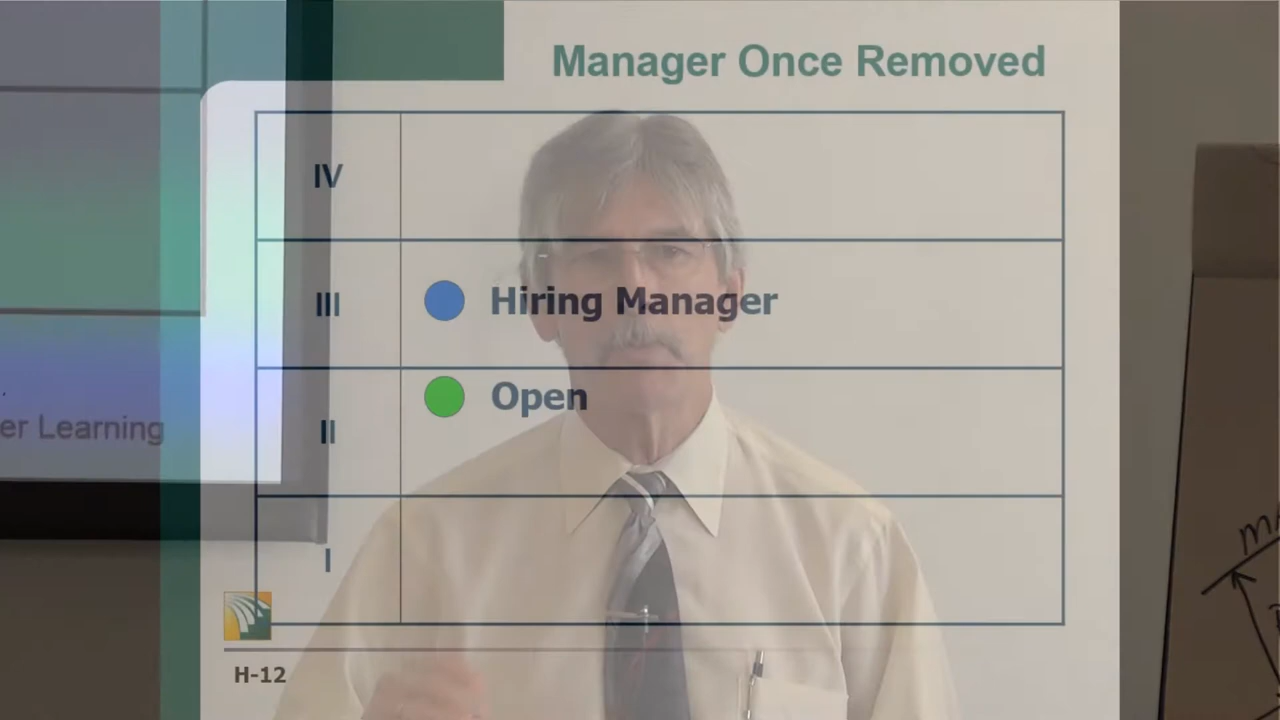 Manager Once Removed
IV
III
Hiring Manager
Open
II
er Learning
I
H-12